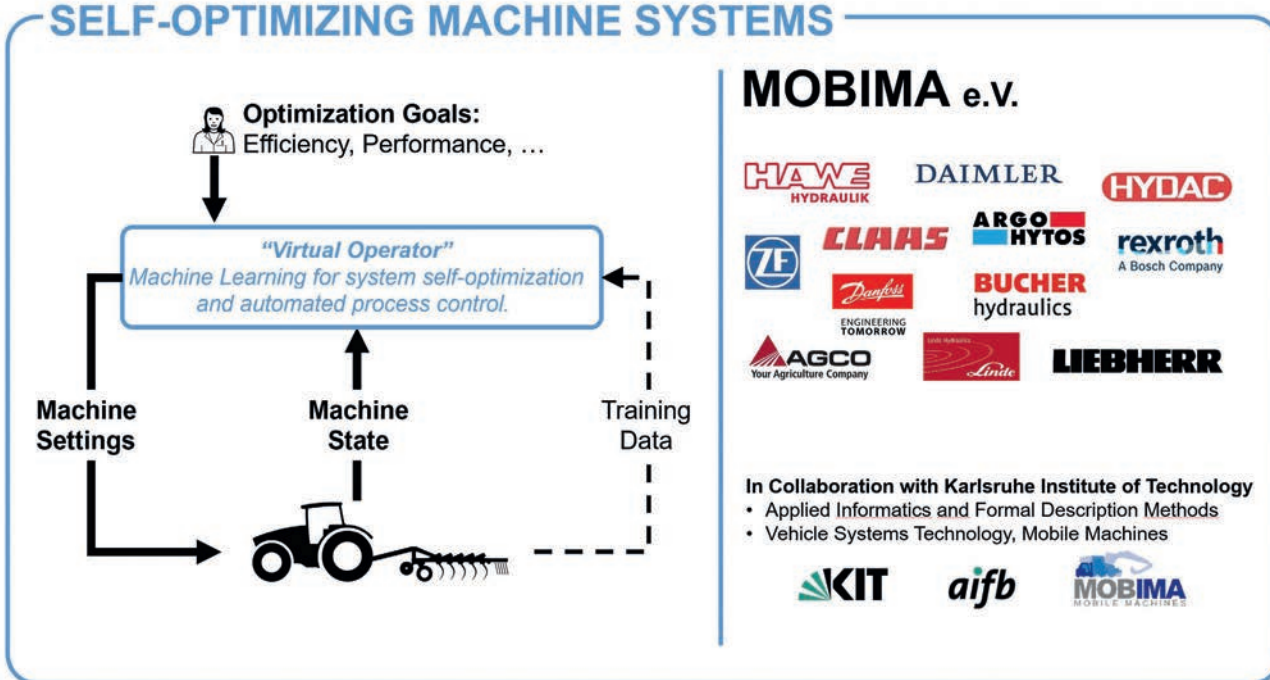 SELF-OPTIMIZING MACHINE SYSTEMS
Optimization Goals:
Efficiency, Performance, …
“Virtual Operator”
Machine Learning for system self-optimization
and automated process control.
Machine
Settings
Machine
State
Training
Data
MOBIMA e.V.
HAWE
HYDRAULIK
DAIMLER
HYDAC
ZF
CLAAS
ARGO
HYTOS
rexroth
A Bosch Company
Danfoss
ENGINEERING
TOMORROW
BUCHER
hydraulics
AGCO
Your Agriculture Company
Linde Hydraulics
Linde
LIEBHERR
In Collaboration with Karlsruhe Institute of Technology
• Applied Informatics and Formal Description Methods
• Vehicle Systems Technology, Mobile Machines
KIT
aifb
MOBIMA
MOBILE MACHINES